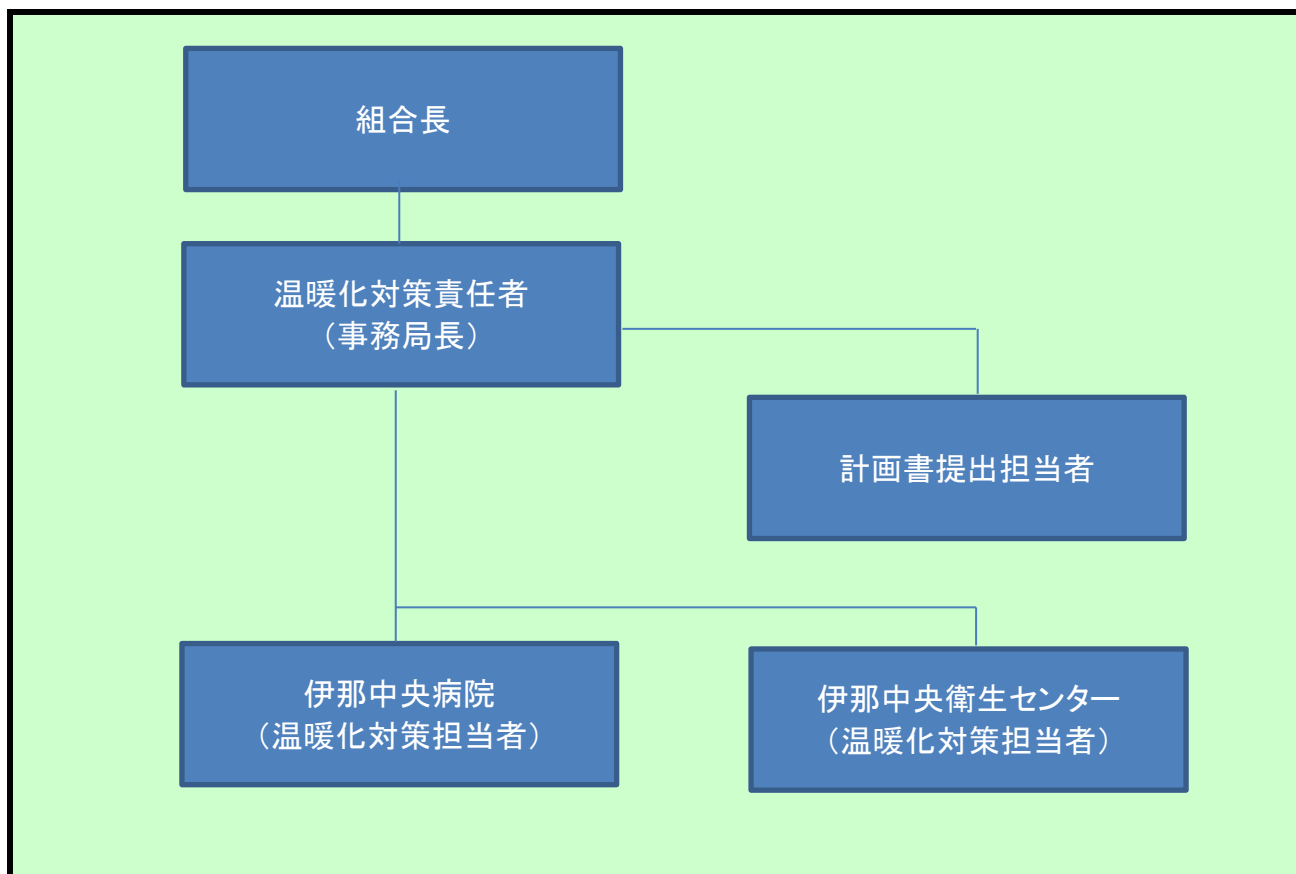 組合長
温暖化対策責任者
（事務局長）
計画書提出担当者
伊那中央病院
（温暖化対策担当者）
伊那中央衛生センター
（温暖化対策担当者）